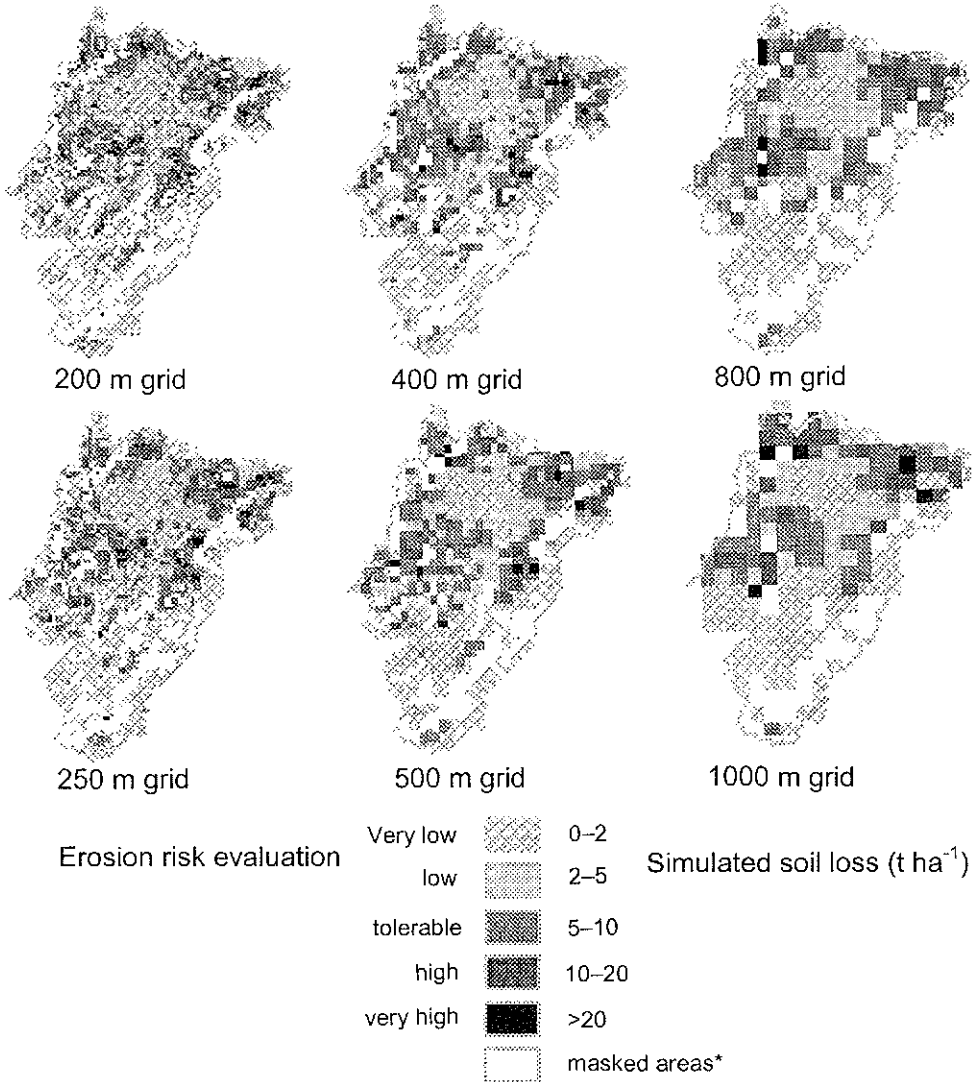 200 m grid
400 m grid
800 m grid
250 m grid
500 m grid
1000 m grid
Erosion risk evaluation
Simulated soil loss (t ha⁻¹)
Very low 0–2
low 2–5
tolerable 5–10
high 10–20
very high >20
masked areas*